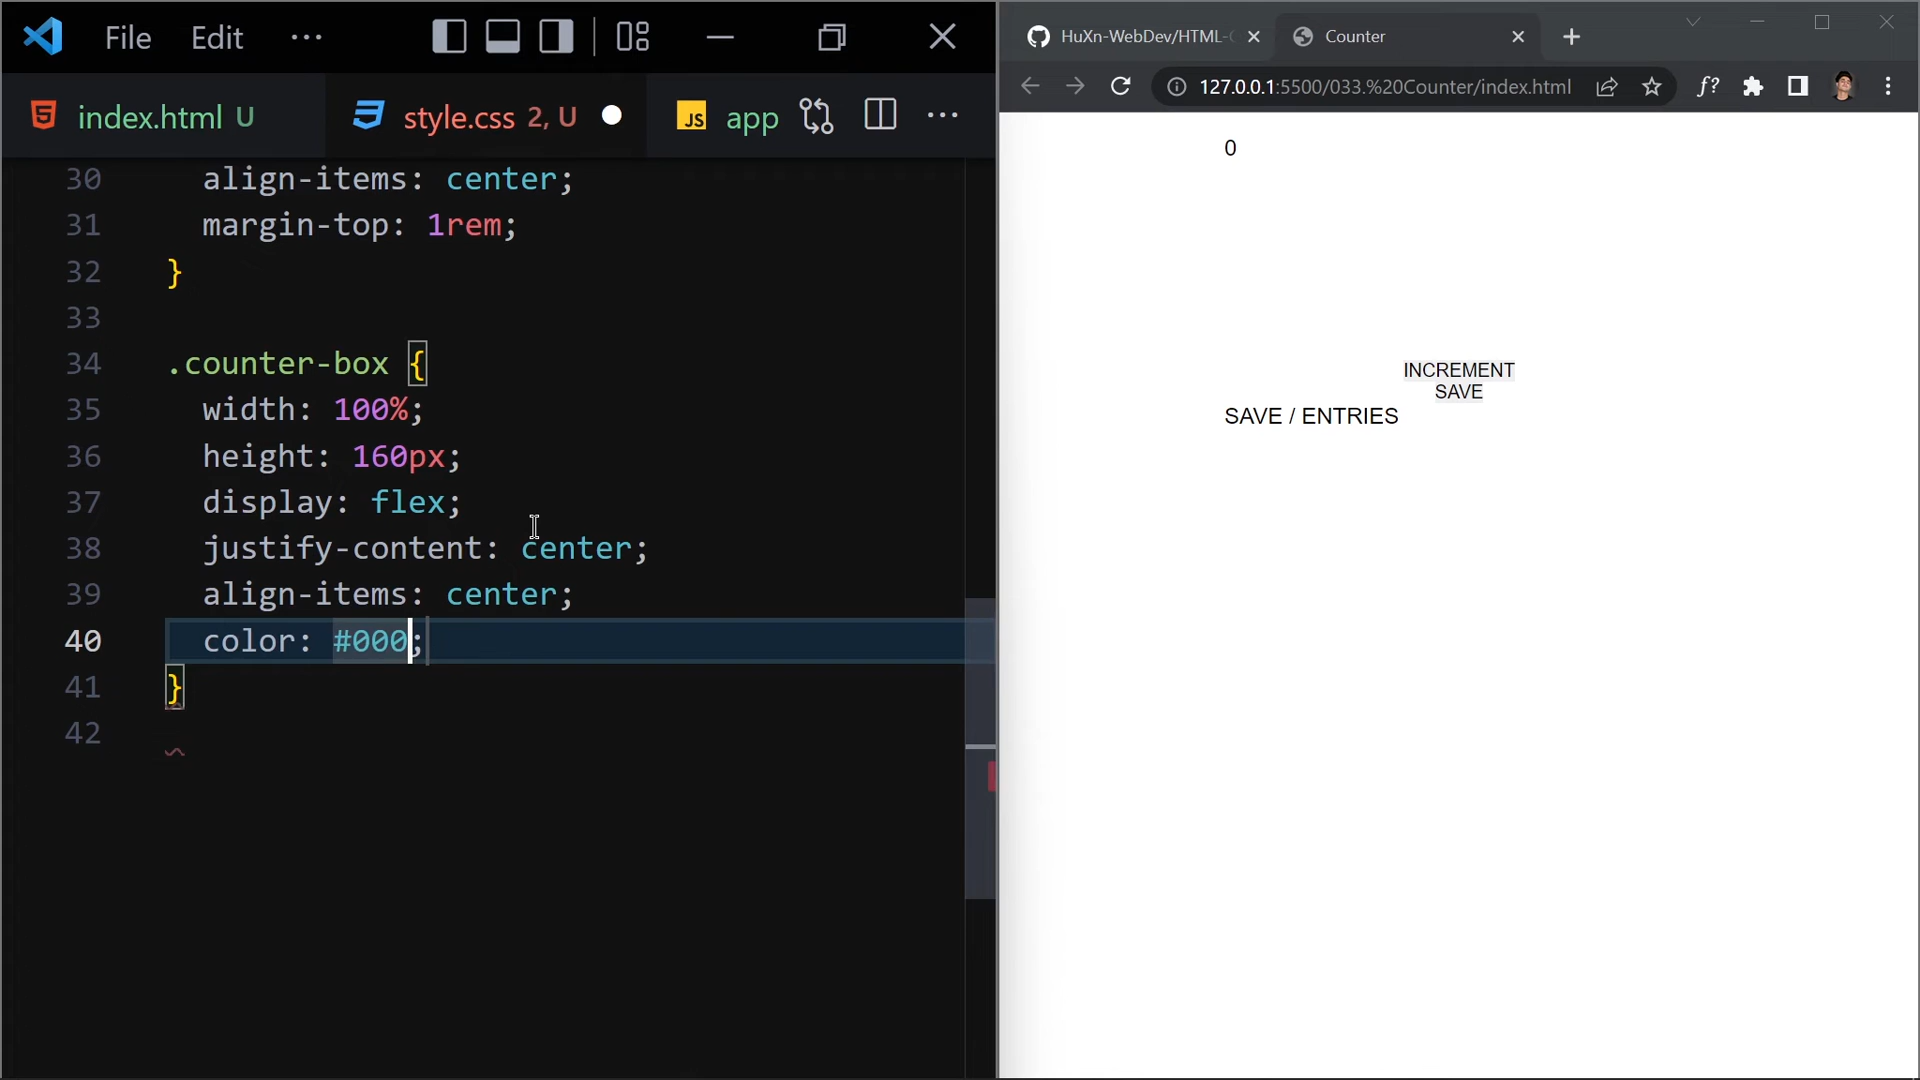 File Edit ...
index.html U style.css 2, U app ...
30 align-items: center;
31 margin-top: 1rem;
32 }
33
34 .counter-box {
35 width: 100%;
36 height: 160px;
37 display: flex;
38 justify-content: center;
39 align-items: center;
40 color: #000;
41 }
42
HuXn-WebDev/HTML- Counter
127.0.0.1:5500/033.%20Counter/index.html f?
0
INCREMENT
SAVE
SAVE / ENTRIES